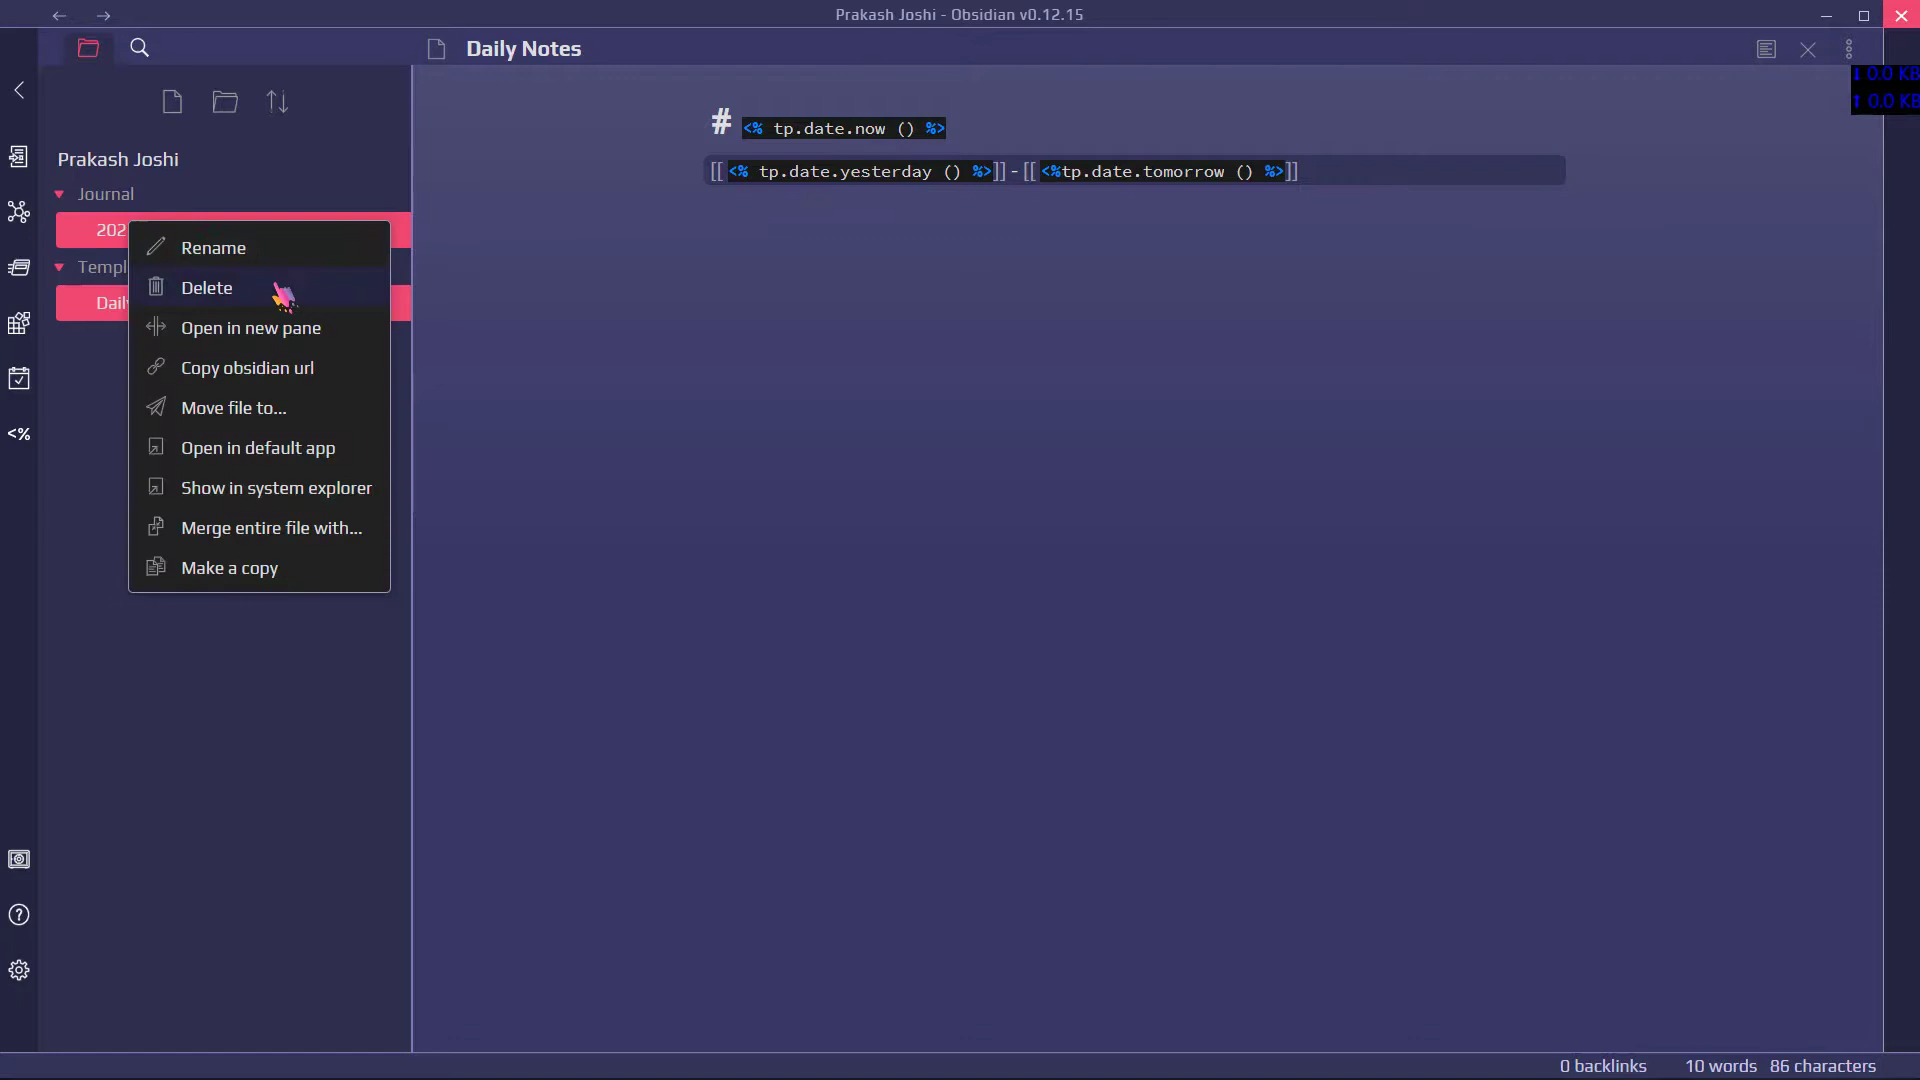 Prakash Joshi - Obsidian v0.12.15
Daily Notes
↓ 0.0 KB
↑ 0.0 KB
# <% tp.date.now () %>
[[ <% tp.date.yesterday () %>]] - [[ <%tp.date.tomorrow () %>]]
Prakash Joshi
Journal
202
Templ
Daily
Rename
Delete
Open in new pane
Copy obsidian url
Move file to...
Open in default app
Show in system explorer
Merge entire file with...
Make a copy
<%
0 backlinks 10 words 86 characters